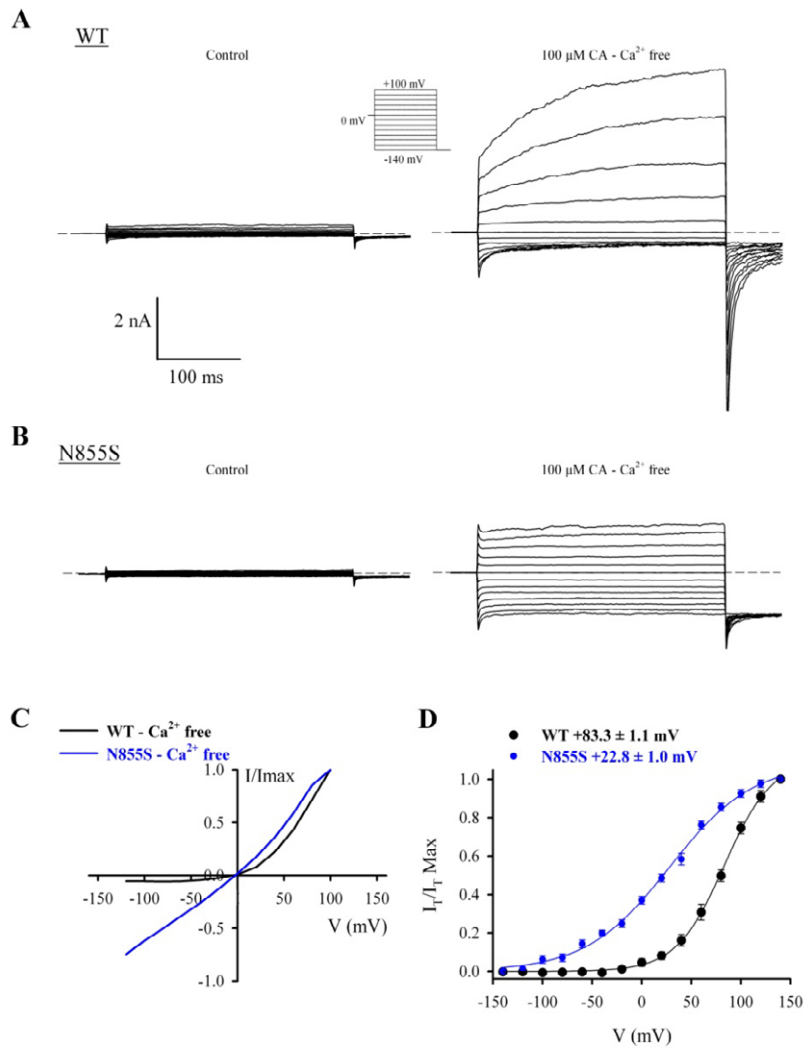 A
WT
Control
100 µM CA - Ca²⁺ free
+100 mV
0 mV
-140 mV
2 nA
100 ms
B
N855S
Control
100 µM CA - Ca²⁺ free
C
WT - Ca²⁺ free
N855S - Ca²⁺ free
I/Imax
1.0
0.5
-150 -100 -50 0 50 100 150
V (mV)
-0.5
-1.0
D
WT +83.3 ± 1.1 mV
N855S +22.8 ± 1.0 mV
I_T/I_T Max
1.0
0.8
0.6
0.4
0.2
0.0
-150 -100 -50 0 50 100 150
V (mV)